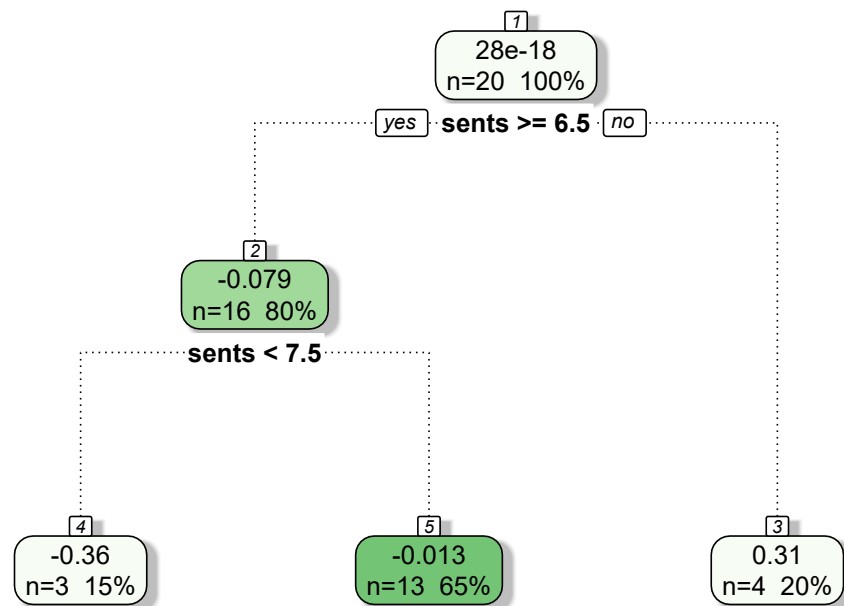 1
28e-18
n=20 100%
yes sents >= 6.5 no
2
-0.079
n=16 80%
sents < 7.5
4
-0.36
n=3 15%
5
-0.013
n=13 65%
3
0.31
n=4 20%